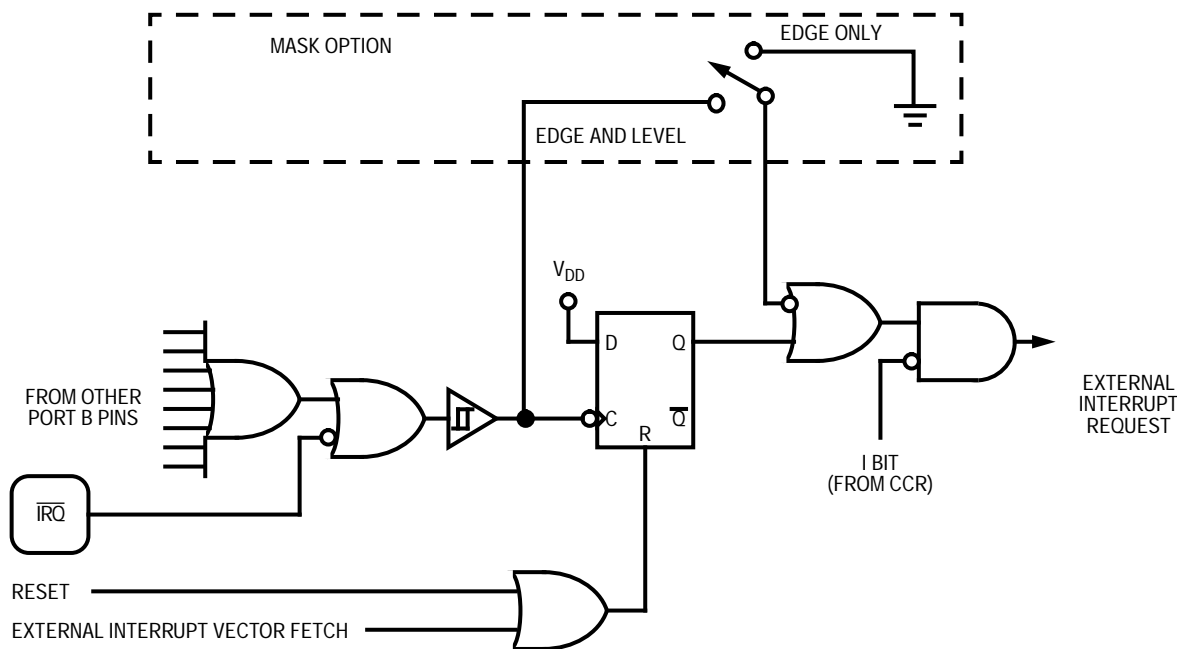 MASK OPTION
EDGE ONLY
EDGE AND LEVEL
VDD
D
Q
C
Q̅
R
FROM OTHER
PORT B PINS
I̅R̅Q̅
I BIT
(FROM CCR)
EXTERNAL
INTERRUPT
REQUEST
RESET
EXTERNAL INTERRUPT VECTOR FETCH